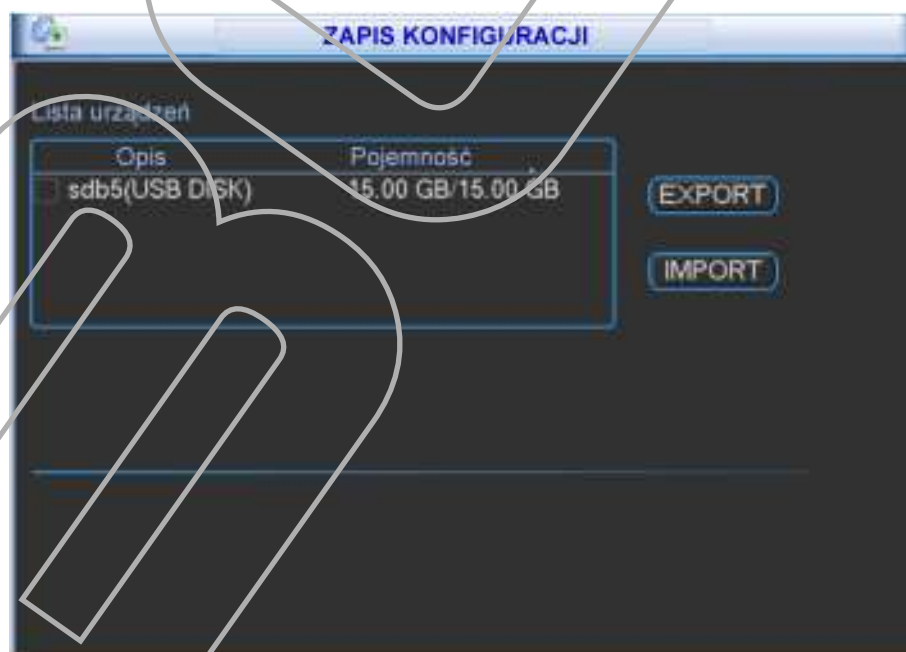 ZAPIS KONFIGURACJI
Lista urządzeń
Opis Pojemność
sdb5(USB DISK) 15.00 GB/15.00 GB
EXPORT
IMPORT